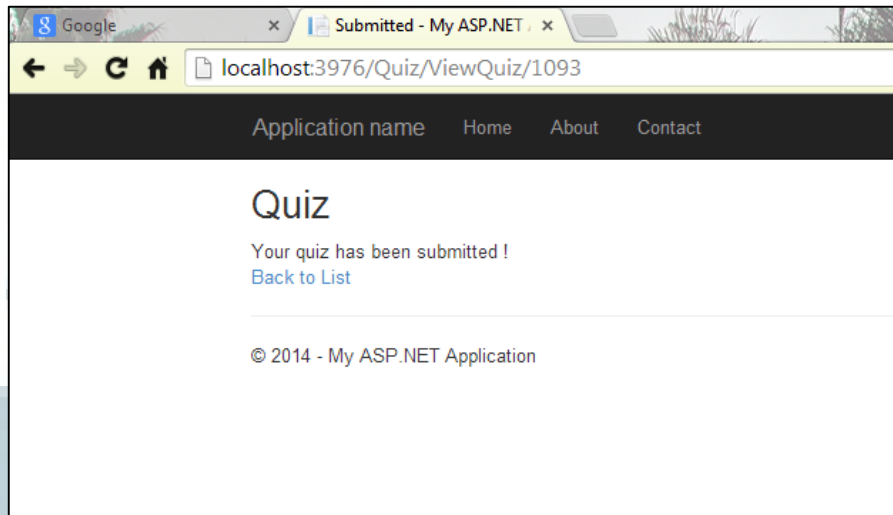 8 Google × Submitted - My ASP.NET A ×
localhost:3976/Quiz/ViewQuiz/1093
Application name Home About Contact
Quiz
Your quiz has been submitted !
Back to List
© 2014 - My ASP.NET Application